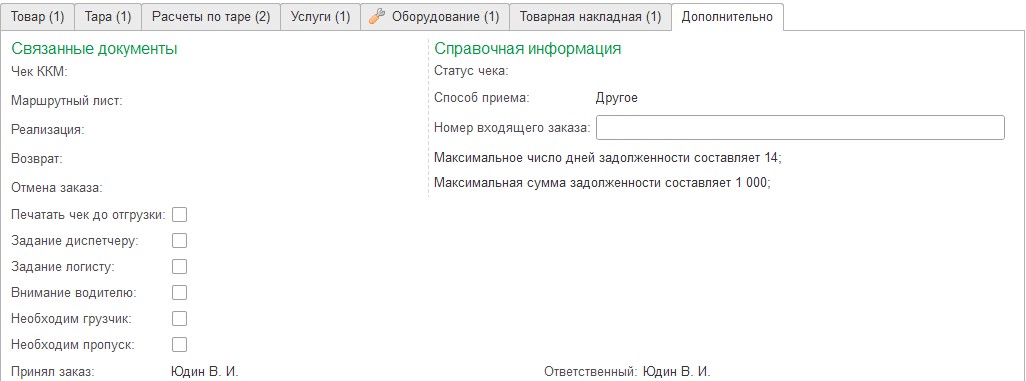 Товар (1) Тара (1) Расчеты по таре (2) Услуги (1) Оборудование (1) Товарная накладная (1) Дополнительно
Связанные документы
Чек ККМ:
Маршрутный лист:
Реализация:
Возврат:
Отмена заказа:
Справочная информация
Статус чека:
Способ приема: Другое
Номер входящего заказа:
Максимальное число дней задолженности составляет 14;
Максимальная сумма задолженности составляет 1 000;
Печатать чек до отгрузки:
Задание диспетчеру:
Задание логисту:
Внимание водителю:
Необходим грузчик:
Необходим пропуск:
Принял заказ: Юдин В. И. Ответственный: Юдин В. И.